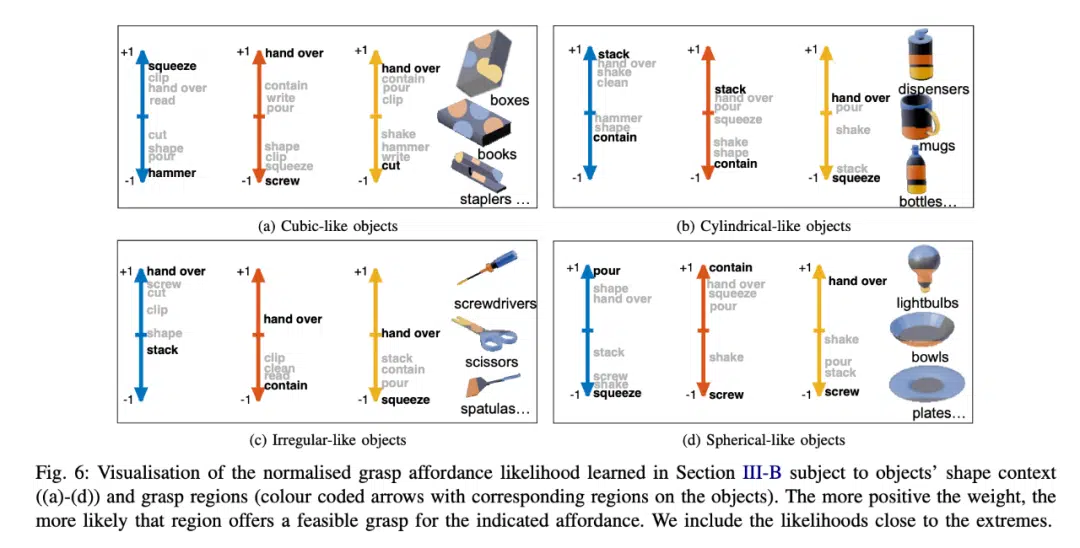 +1
squeeze
clip
hand over
read
cut
shape
pour
hammer
-1
+1
hand over
contain
write
pour
shape
clip
squeeze
screw
-1
+1
hand over
contain
pour
clip
shake
hammer
write
cut
-1
boxes
books
staplers ...
(a) Cubic-like objects
+1
stack
hand over
shake
clean
hammer
shape
contain
-1
+1
stack
hand over
pour
squeeze
shake
shape
contain
-1
+1
hand over
pour
shake
stack
squeeze
-1
dispensers
mugs
bottles...
(b) Cylindrical-like objects
+1
hand over
screw
cut
clip
shape
stack
-1
+1
hand over
clip
clean
read
contain
-1
+1
hand over
stack
contain
pour
squeeze
-1
screwdrivers
scissors
spatulas...
(c) Irregular-like objects
+1
pour
shape
hand over
stack
screw
shake
squeeze
-1
+1
contain
hand over
squeeze
pour
shake
screw
-1
+1
hand over
shake
pour
stack
screw
-1
lightbulbs
bowls
plates...
(d) Spherical-like objects
Fig. 6: Visualisation of the normalised grasp affordance likelihood learned in Section III-B subject to objects' shape context
((a)-(d)) and grasp regions (colour coded arrows with corresponding regions on the objects). The more positive the weight, the
more likely that region offers a feasible grasp for the indicated affordance. We include the likelihoods close to the extremes.